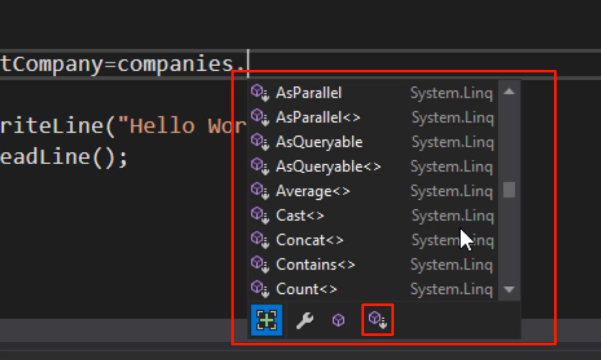 tCompany=companies.
AsParallel System.Linq
riteLine("Hello Wor
AsParallel<> System.Linq
eadLine();
AsQueryable System.Linq
AsQueryable<> System.Linq
Average<> System.Linq
Cast<> System.Linq
Concat<> System.Linq
Contains<> System.Linq
Count<> System.Linq